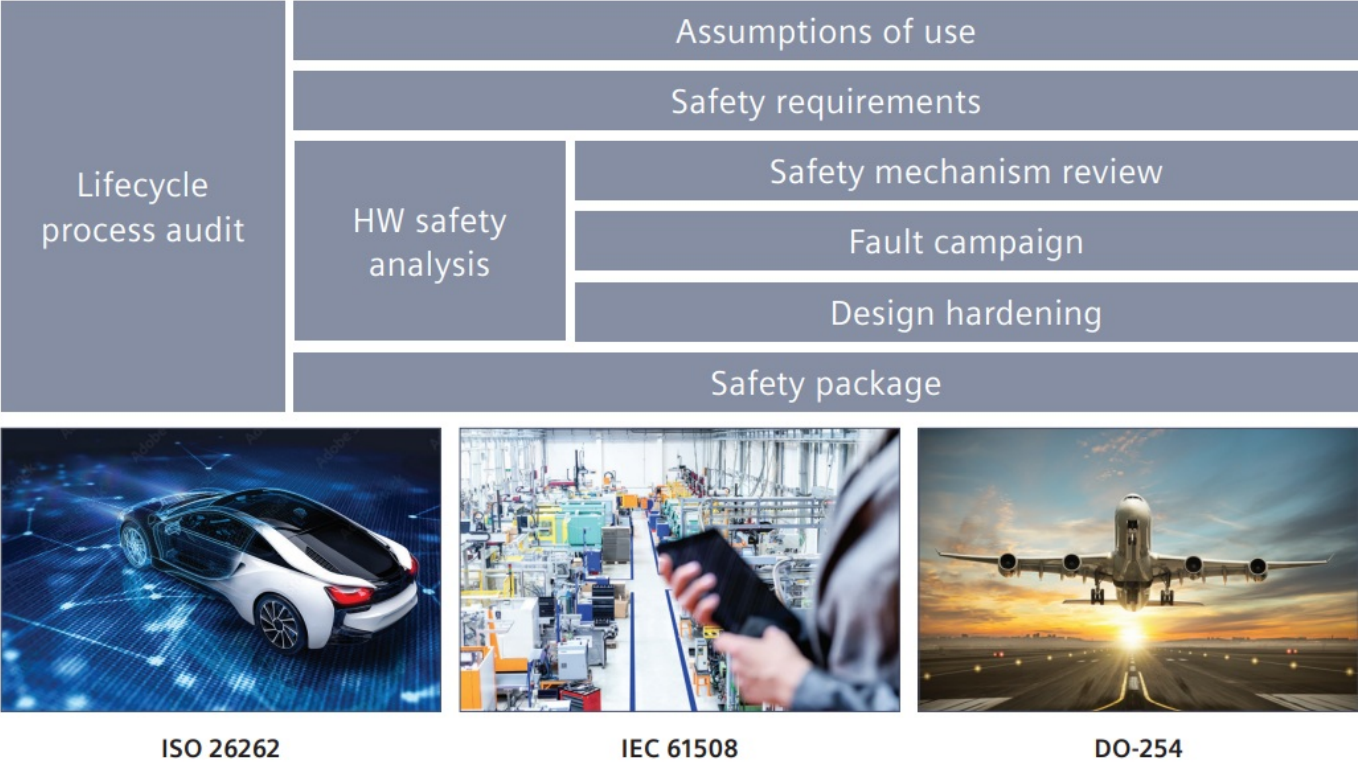 Assumptions of use
Safety requirements
Lifecycle
process audit
HW safety
analysis
Safety mechanism review
Fault campaign
Design hardening
Safety package
ISO 26262
IEC 61508
DO-254